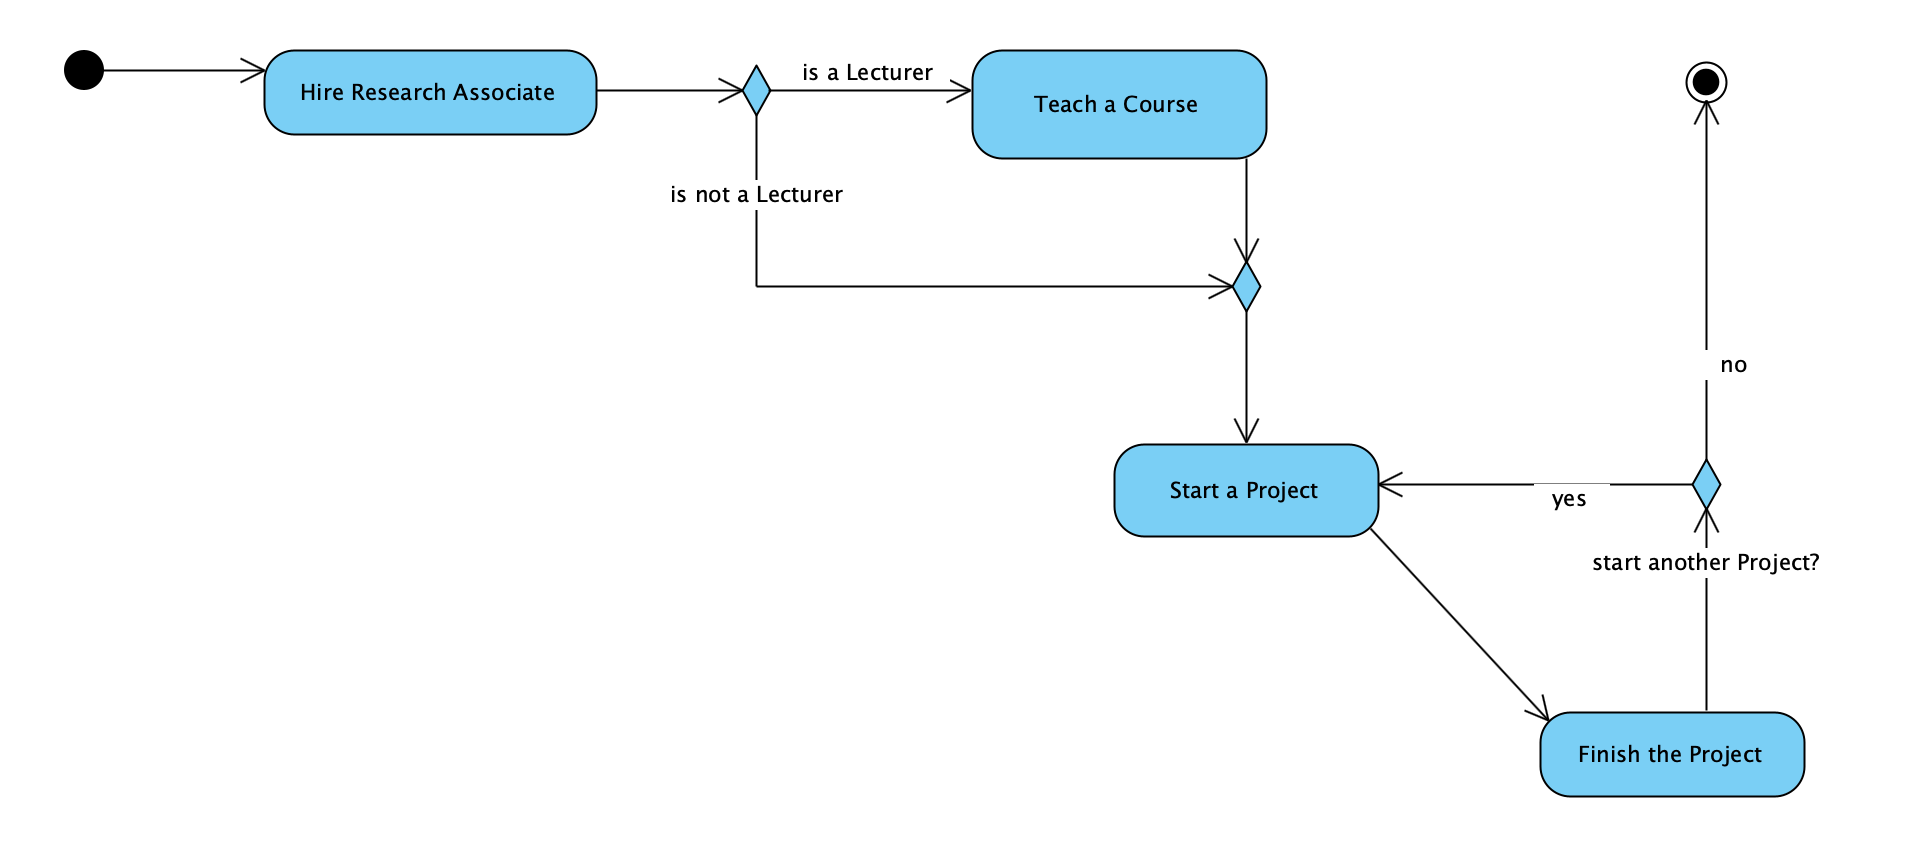 Hire Research Associate
is a Lecturer
Teach a Course
is not a Lecturer
no
Start a Project
yes
start another Project?
Finish the Project